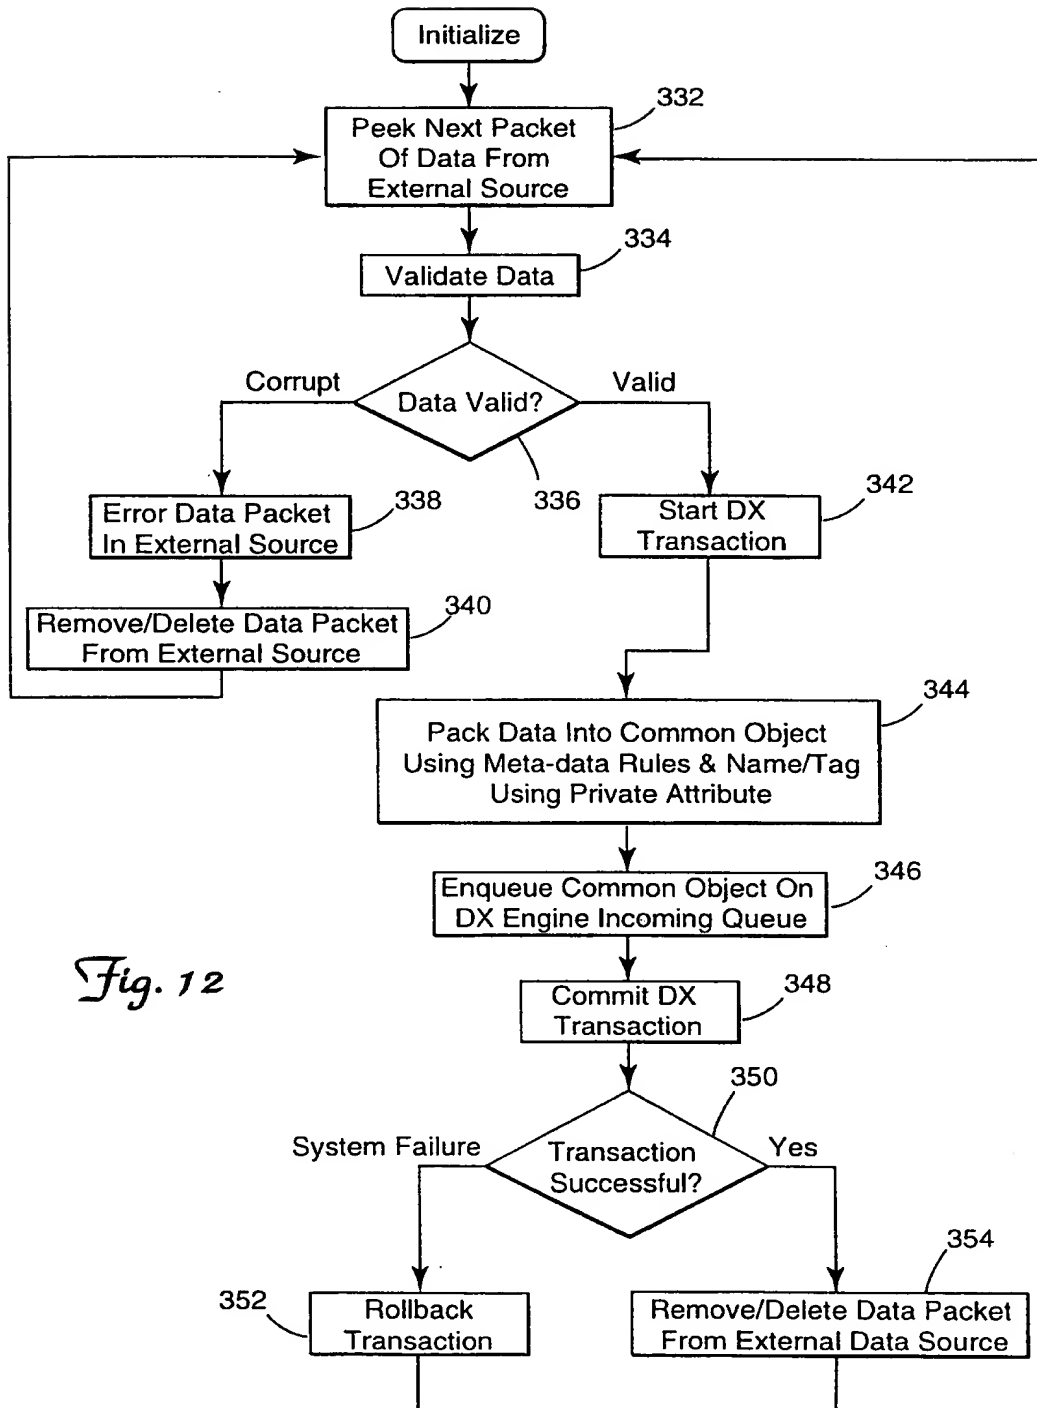 Initialize
332
Peek Next Packet
Of Data From
External Source
334
Validate Data
Corrupt
Valid
Data Valid?
336
338
342
Error Data Packet
In External Source
Start DX
Transaction
340
Remove/Delete Data Packet
From External Source
344
Pack Data Into Common Object
Using Meta-data Rules & Name/Tag
Using Private Attribute
346
Enqueue Common Object On
DX Engine Incoming Queue
Fig. 12
348
Commit DX
Transaction
350
System Failure
Yes
Transaction
Successful?
354
352
Rollback
Transaction
Remove/Delete Data Packet
From External Data Source